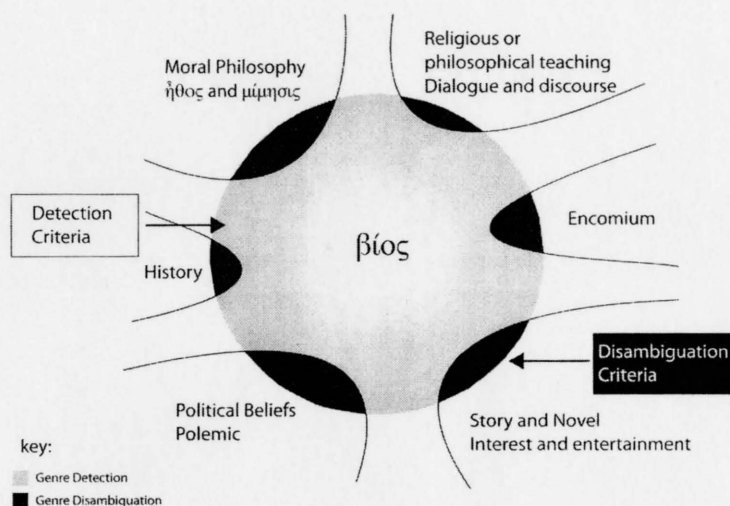 Moral Philosophy
ἦθος and μίμησις
Religious or
philosophical teaching
Dialogue and discourse
Detection
Criteria
βίος
Encomium
History
Disambiguation
Criteria
Political Beliefs
Polemic
Story and Novel
Interest and entertainment
key:
Genre Detection
Genre Disambiquation